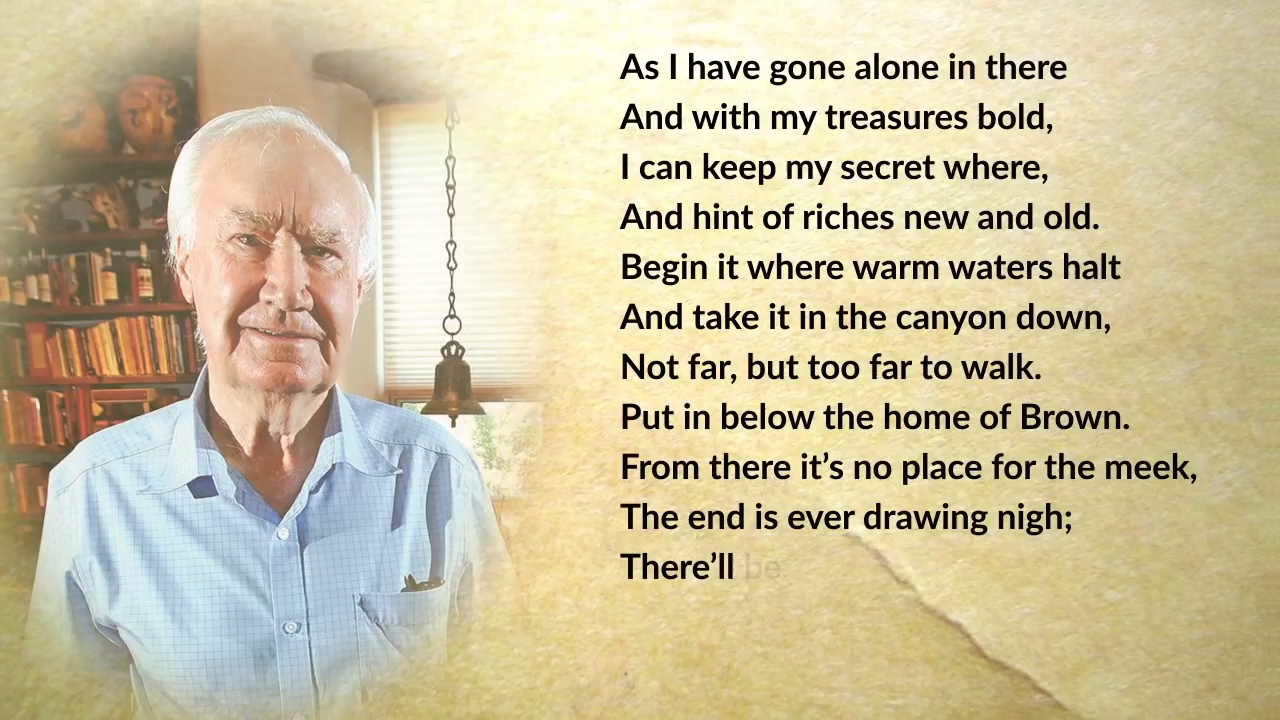 As I have gone alone in there
And with my treasures bold,
I can keep my secret where,
And hint of riches new and old.
Begin it where warm waters halt
And take it in the canyon down,
Not far, but too far to walk.
Put in below the home of Brown.
From there it’s no place for the meek,
The end is ever drawing nigh;
There’ll be